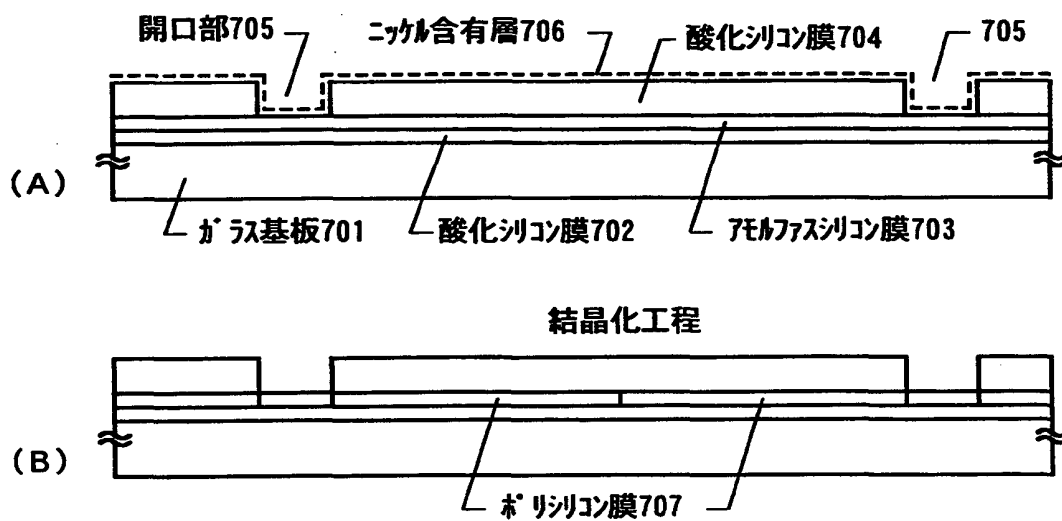 開口部705
ニッケル含有層706
酸化シリコン膜704
705
(A)
ガラス基板701
酸化シリコン膜702
アモルファスシリコン膜703
結晶化工程
(B)
ポリシリコン膜707